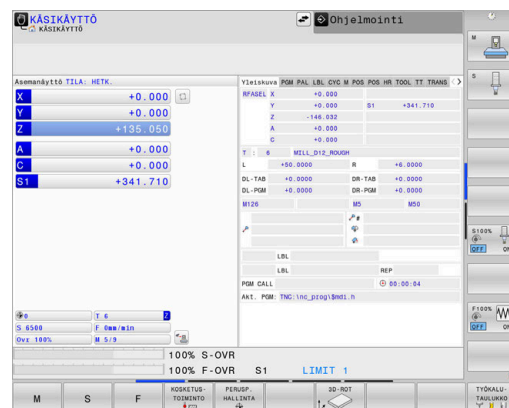 KÄSIKÄYTTÖ
KÄSIKÄYTTÖ
Ohjelmointi
Asemanäyttö TILA: HETK.
X +0.000
Y +0.000
Z +135.050
A +0.000
C +0.000
S1 +341.710
0 T 6 Z
S 6500 F 0mm/min
Ovr 100% M 5/9
Yleiskuva PGM PAL LBL CYC M POS POS HR TOOL TT TRANS
RFASEL X +0.000
Y +0.000 S1 +341.710
Z -146.032
A +0.000
C +0.000
T : 6 MILL_D12_ROUGH
L +50.0000 R +6.0000
DL-TAB +0.0000 DR-TAB +0.0000
DL-PGM +0.0000 DR-PGM +0.0000
M126 M5 M50
LBL
LBL REP
PGM CALL 00:00:04
Akt. PGM: TNC:\nc_prog\$mdi.h
100% S-OVR
100% F-OVR S1 LIMIT 1
M
S
S100%
OFF ON
F100%
OFF ON
M S F
KOSKETUS-
TOIMINTO
PERUSP.
HALLINTA
3D-ROT
TYÖKALU-
TAULUKKO